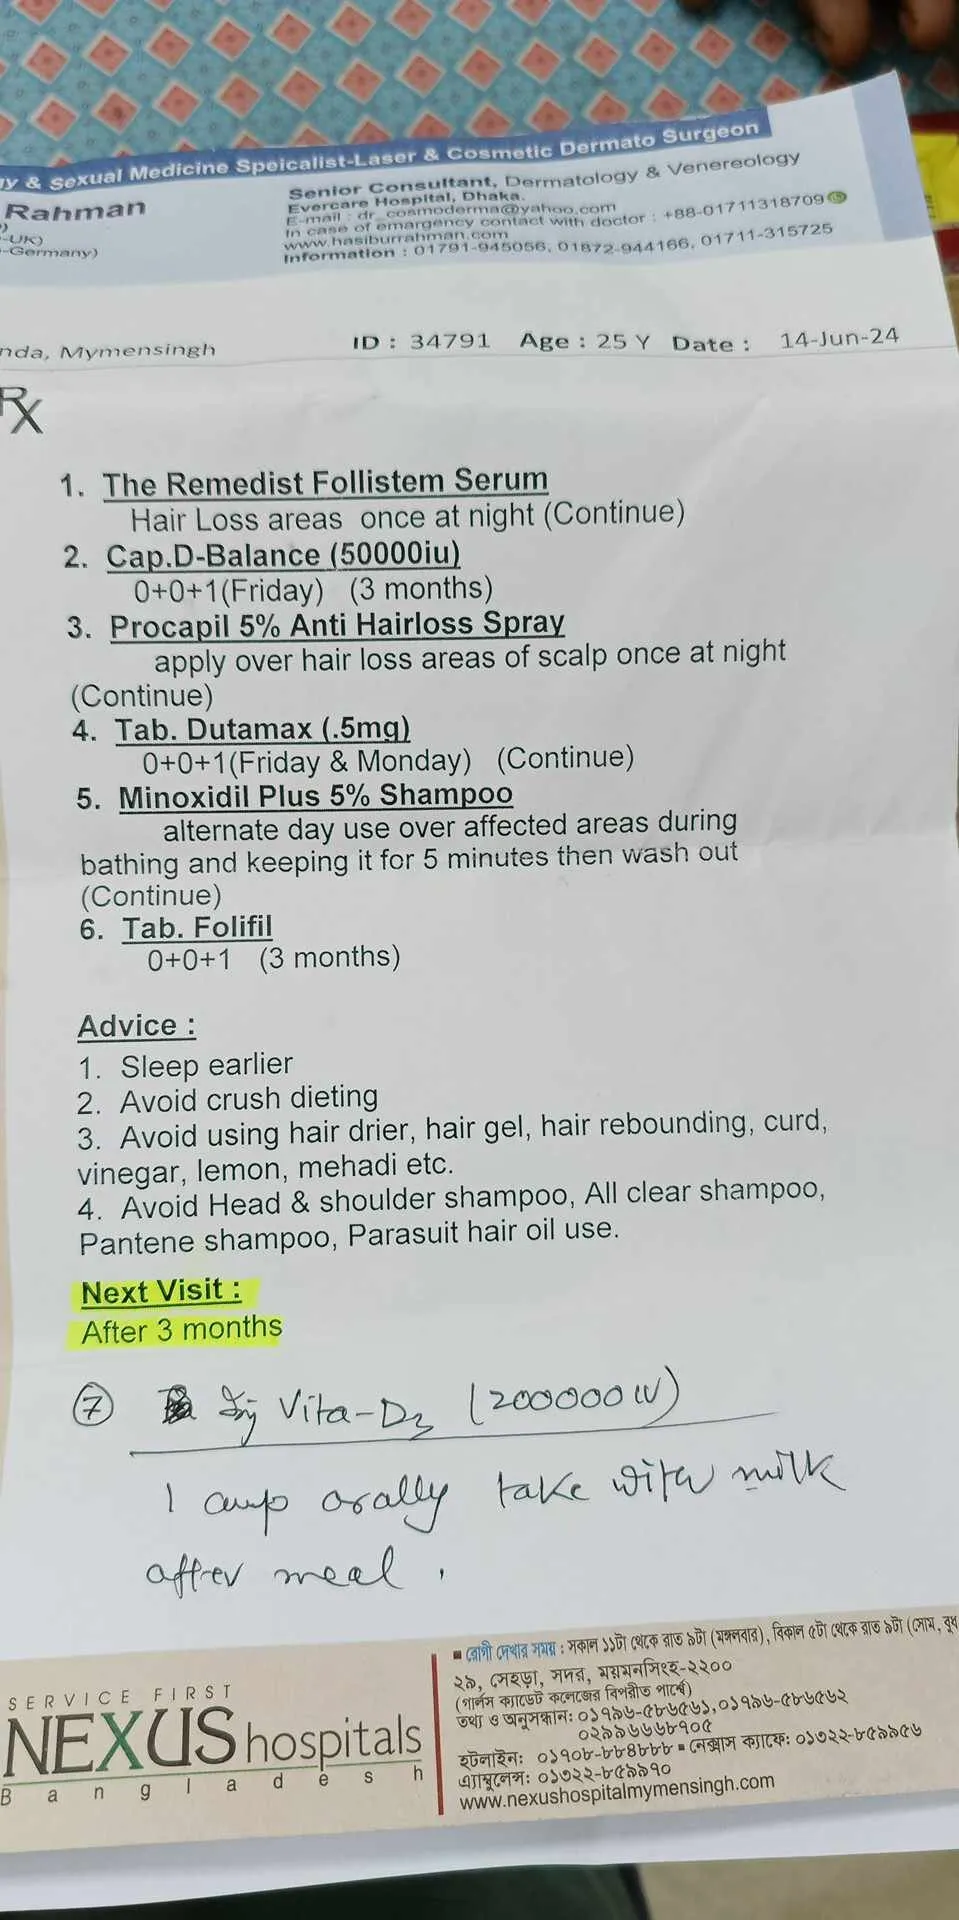 y & Sexual Medicine Speicalist-Laser & Cosmetic Dermato Surgeon
Rahman
-UK)
-Germany)
Senior Consultant, Dermatology & Venereology
Evercare Hospital, Dhaka.
E-mail : dr_cosmoderma@yahoo.com
In case of emargency contact with doctor : +88-01711318709
www.hasiburrahman.com
Information : 01791-945056, 01872-944166, 01711-315725
nda, Mymensingh ID : 34791 Age : 25 Y Date : 14-Jun-24
Rx
1. The Remedist Follistem Serum
Hair Loss areas once at night (Continue)
2. Cap.D-Balance (50000iu)
0+0+1(Friday) (3 months)
3. Procapil 5% Anti Hairloss Spray
apply over hair loss areas of scalp once at night
(Continue)
4. Tab. Dutamax (.5mg)
0+0+1(Friday & Monday) (Continue)
5. Minoxidil Plus 5% Shampoo
alternate day use over affected areas during
bathing and keeping it for 5 minutes then wash out
(Continue)
6. Tab. Folifil
0+0+1 (3 months)
Advice :
1. Sleep earlier
2. Avoid crush dieting
3. Avoid using hair drier, hair gel, hair rebounding, curd,
vinegar, lemon, mehadi etc.
4. Avoid Head & shoulder shampoo, All clear shampoo,
Pantene shampoo, Parasuit hair oil use.
Next Visit :
After 3 months
7 Inj Vita-D3 (200000 IU)
1 amp orally take with milk
after meal.
SERVICE FIRST
NEXUS hospitals
Bangladesh
■ রোগী দেখার সময় : সকাল ১১টা থেকে রাত ৯টা (মঙ্গলবার), বিকাল ৫টা থেকে রাত ৯টা (সোম, বুধ
২৯, সেহড়া, সদর, ময়মনসিংহ-২২০০
(গার্লস ক্যাডেট কলেজের বিপরীত পার্শ্বে)
তথ্য ও অনুসন্ধান: ০১৭৯৬-৫৮৬৫৬১, ০১৭৯৬-৫৮৬৫৬২
০২৯৯৬৬৬৮৭০৫
হটলাইন: ০১৭০৮-৮৮৪৮৮৮ ■ নেক্সাস ক্যাফে: ০১৩২২-৮৫৯৯৫৬
এ্যাম্বুলেন্স: ০১৩২২-৮৫৯৯৭০
www.nexushospitalmymensingh.com